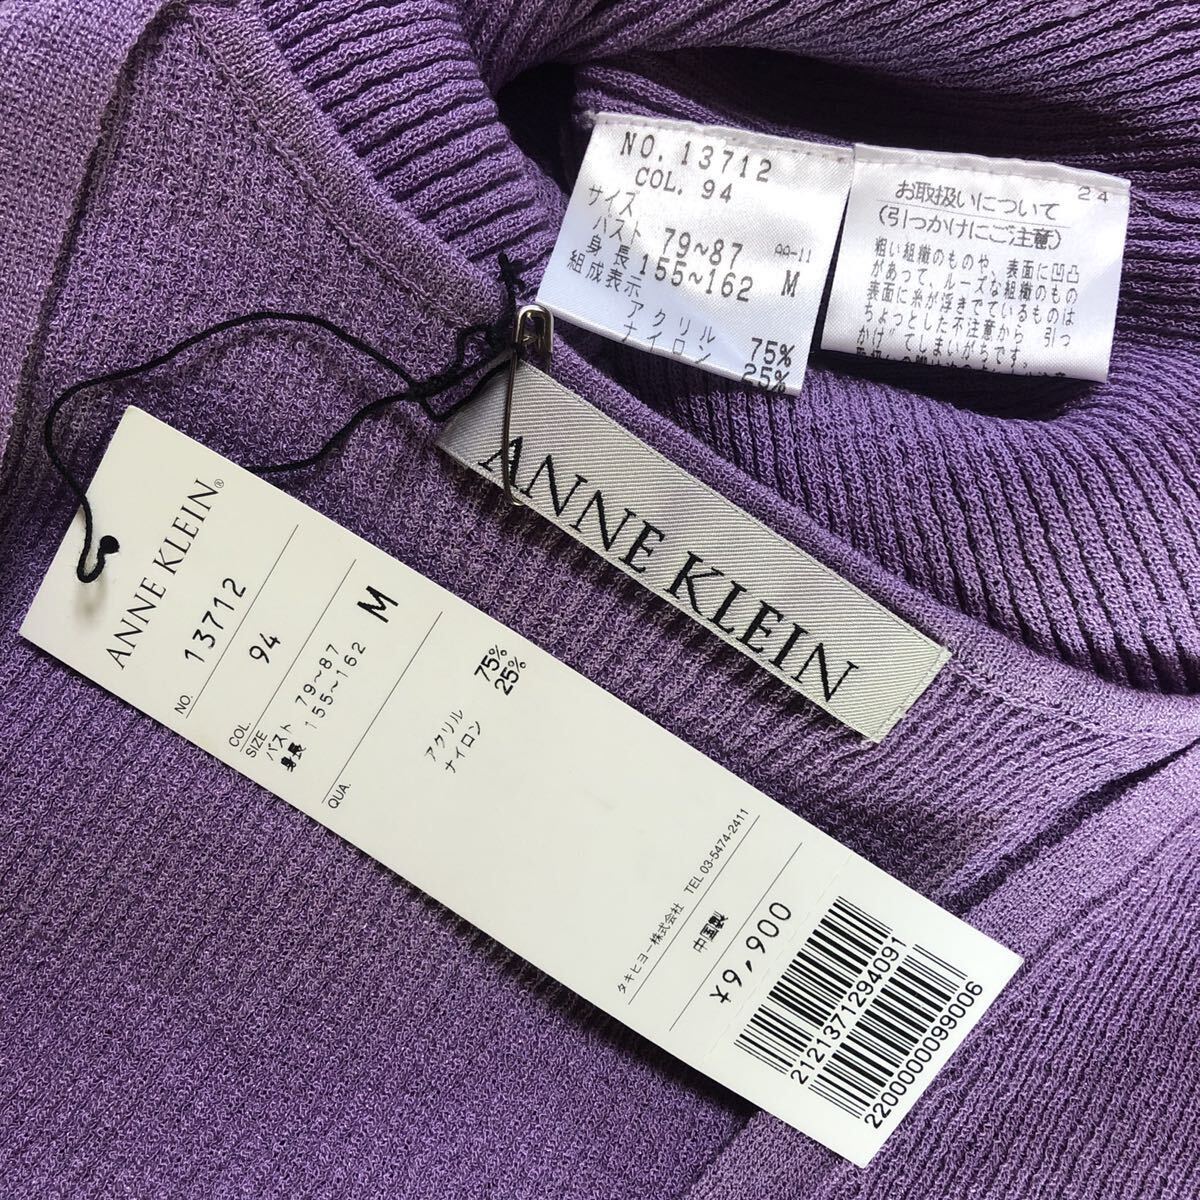 NO. 13712
COL. 94
サイズ
バスト 79~87
身長 155~162 M
組成表示
アクリル 75%
ナイロン 25%
24
お取扱いについて
(引っかけにご注意)
粗い組織のものや、表面に凹凸
があって、ルーズな組織のもの
表面に糸が浮きでているものは
ちょっとした不注意から、引っ
かけてしまいがちです。
ANNE KLEIN
ANNE KLEIN®
NO. 13712
COL. 94
SIZE
バスト 79~87
身長 155~162 M
QUA.
アクリル 75%
ナイロン 25%
タキヒヨー株式会社 TEL 03-5474-2411
中国製
¥9,900
2121371294091
2200000099006